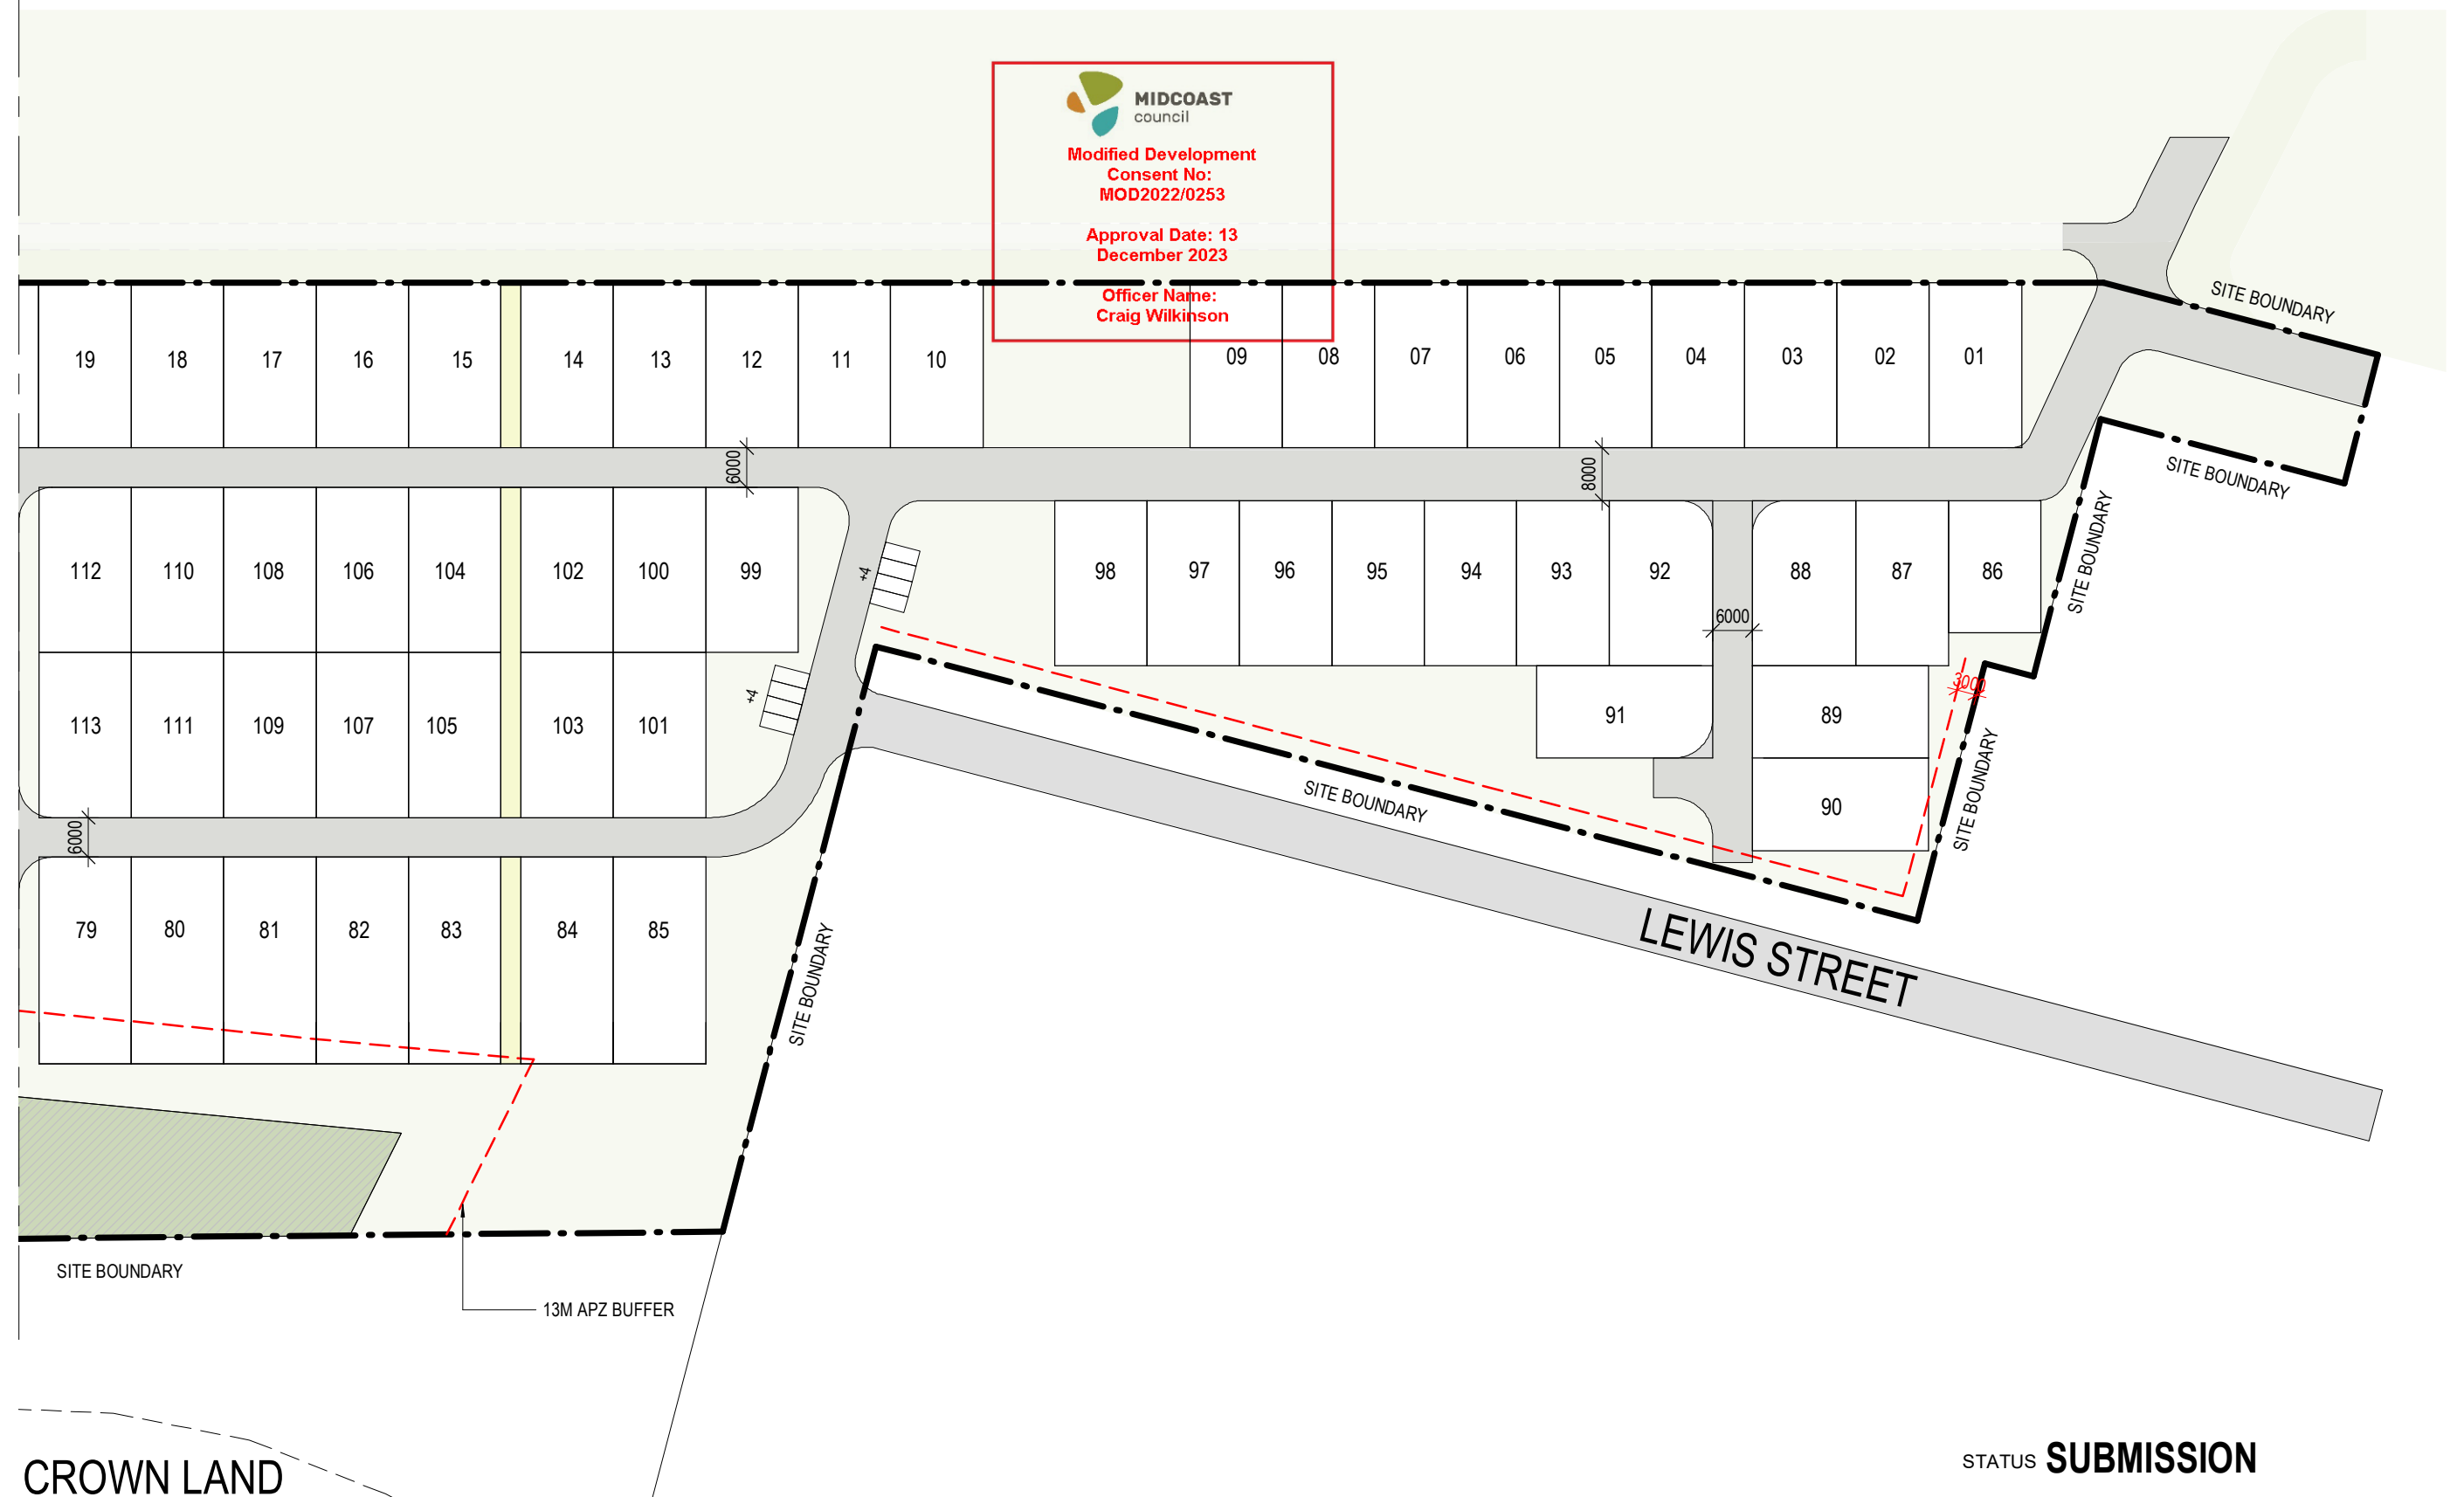 MIDCOAST
council
Modified Development
Consent No:
MOD2022/0253
Approval Date: 13
December 2023
Officer Name:
Craig Wilkinson
SITE BOUNDARY
19 18 17 16 15 14 13 12 11 10 09 08 07 06 05 04 03 02 01
6000
8000
SITE BOUNDARY
SITE BOUNDARY
112 110 108 106 104 102 100 99 98 97 96 95 94 93 92 88 87 86
+4
6000
3000
113 111 109 107 105 103 101 91 89
+4
SITE BOUNDARY
SITE BOUNDARY
90
6000
79 80 81 82 83 84 85
SITE BOUNDARY
LEWIS STREET
SITE BOUNDARY
13M APZ BUFFER
CROWN LAND
STATUS SUBMISSION